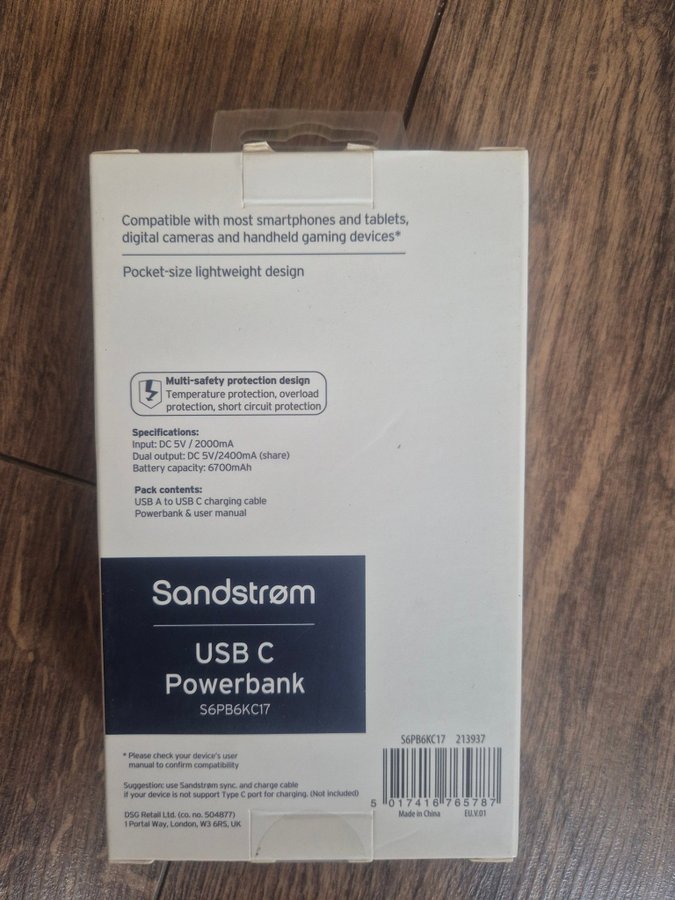 Compatible with most smartphones and tablets,
digital cameras and handheld gaming devices*
Pocket-size lightweight design
Multi-safety protection design
Temperature protection, overload
protection, short circuit protection
Specifications:
Input: DC 5V / 2000mA
Dual output: DC 5V/2400mA (share)
Battery capacity: 6700mAh
Pack contents:
USB A to USB C charging cable
Powerbank & user manual
Sandstrøm
USB C
Powerbank
S6PB6KC17
* Please check your device's user
manual to confirm compatibility
Suggestion: use Sandstrøm sync. and charge cable
if your device is not support Type C port for charging. (Not included)
DSG Retail Ltd. (co. no. 504877)
1 Portal Way, London, W3 6RS, UK
S6PB6KC17 213937
5 017416 765787
Made in China EU.V.01